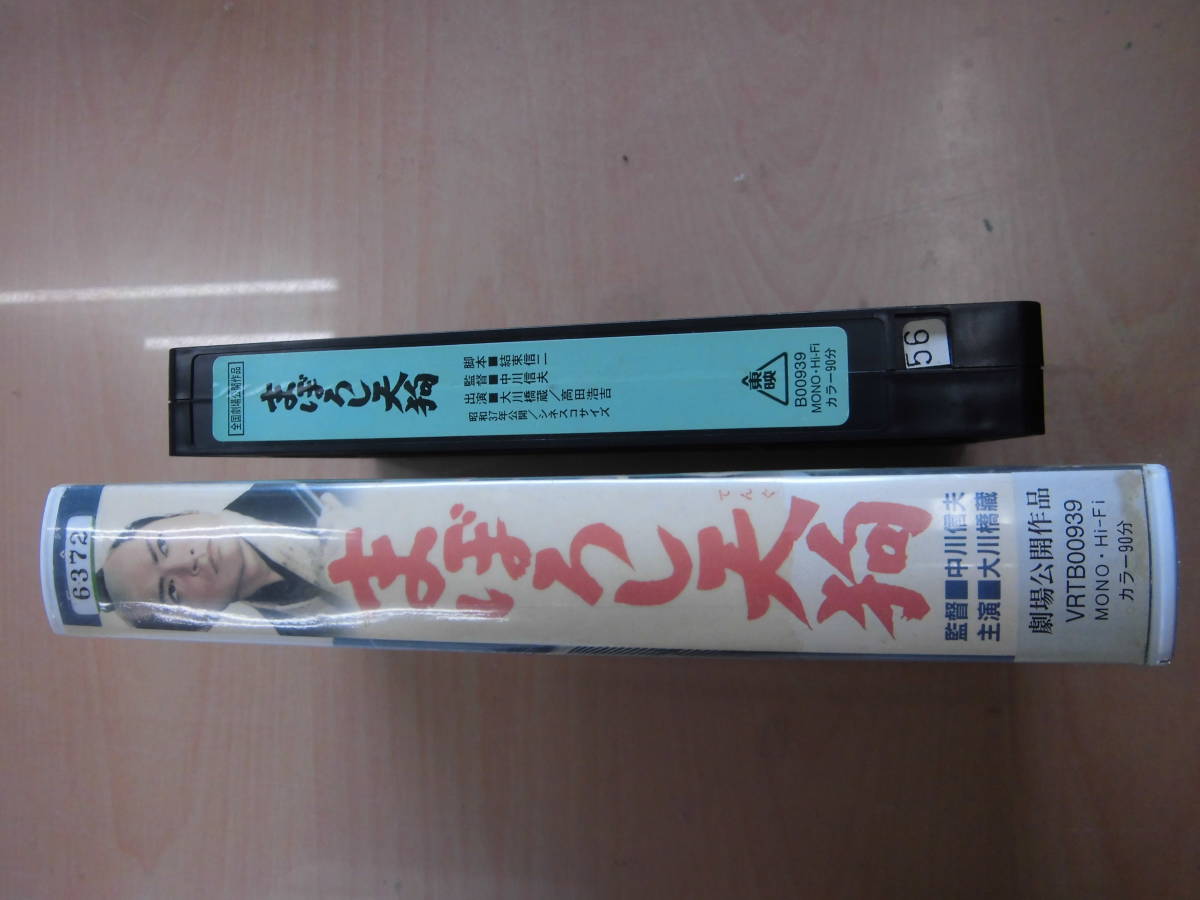 全国劇場公開作品
まぼろし天狗
脚本■結束信二
監督■中川信夫
出演■大川橋蔵／高田浩吉
昭和37年公開／シネスコサイズ
東映
B00939
MONO・Hi-Fi
カラー90分
56
6372
まぼろし天狗
てんぐ
監督■中川信夫
主演■大川橋蔵
劇場公開作品
VRTB00939
MONO・Hi-Fi
カラー90分